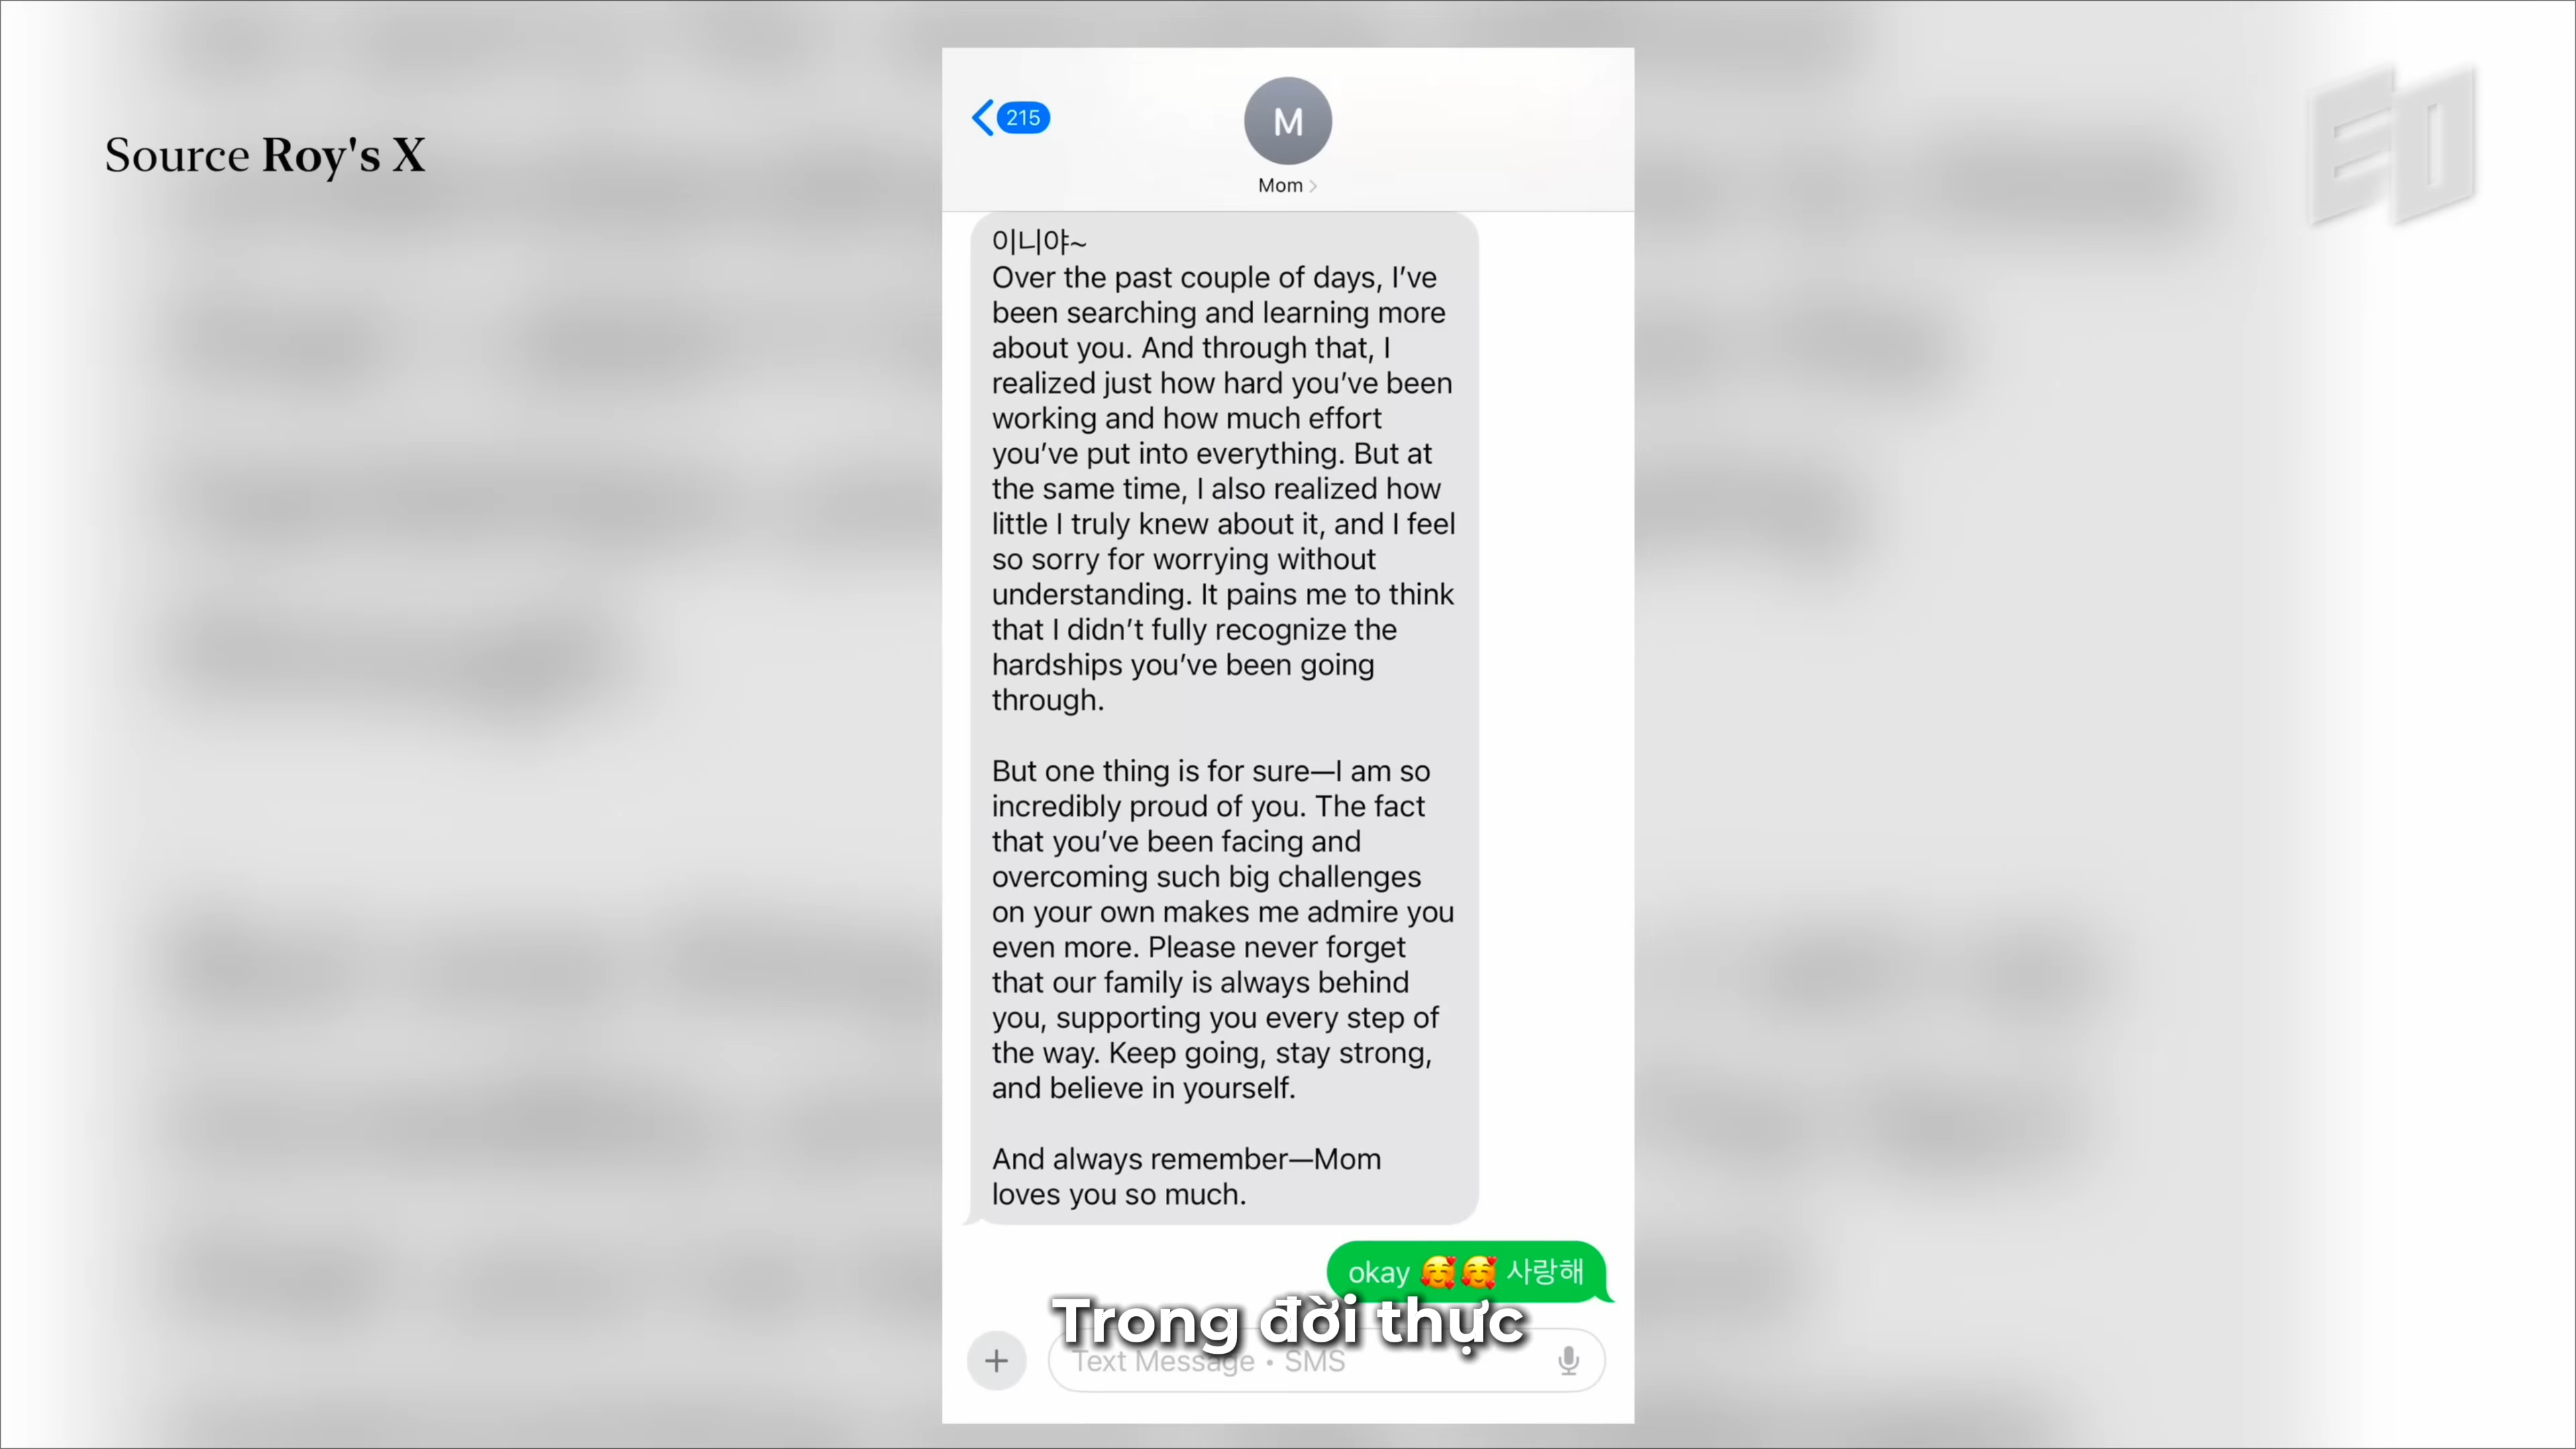 Source Roy's X
EO
215
M
Mom
이니야~
Over the past couple of days, I've
been searching and learning more
about you. And through that, I
realized just how hard you've been
working and how much effort
you've put into everything. But at
the same time, I also realized how
little I truly knew about it, and I feel
so sorry for worrying without
understanding. It pains me to think
that I didn't fully recognize the
hardships you've been going
through.
But one thing is for sure—I am so
incredibly proud of you. The fact
that you've been facing and
overcoming such big challenges
on your own makes me admire you
even more. Please never forget
that our family is always behind
you, supporting you every step of
the way. Keep going, stay strong,
and believe in yourself.
And always remember—Mom
loves you so much.
okay 🥰🥰 사랑해
Trong đời thực
Text Message • SMS